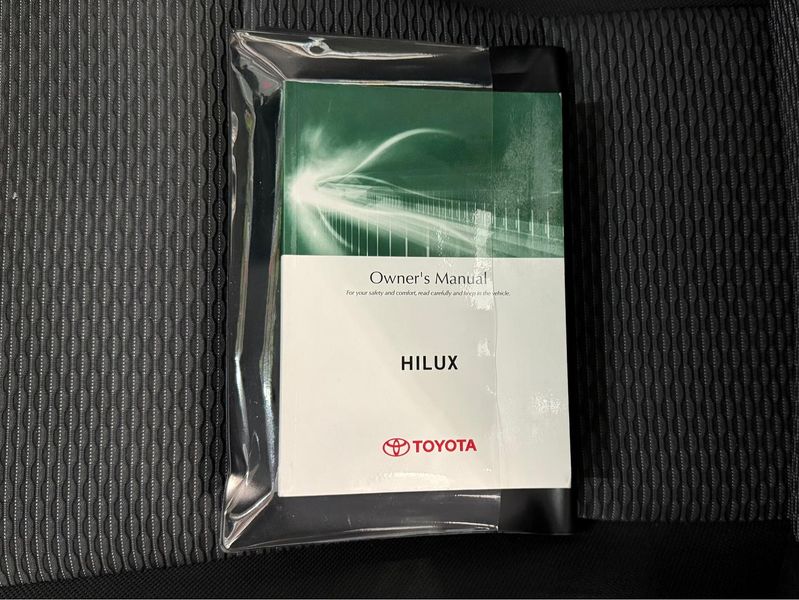 Owner's Manual
For your safety and comfort, read carefully and keep in the vehicle.
HILUX
TOYOTA